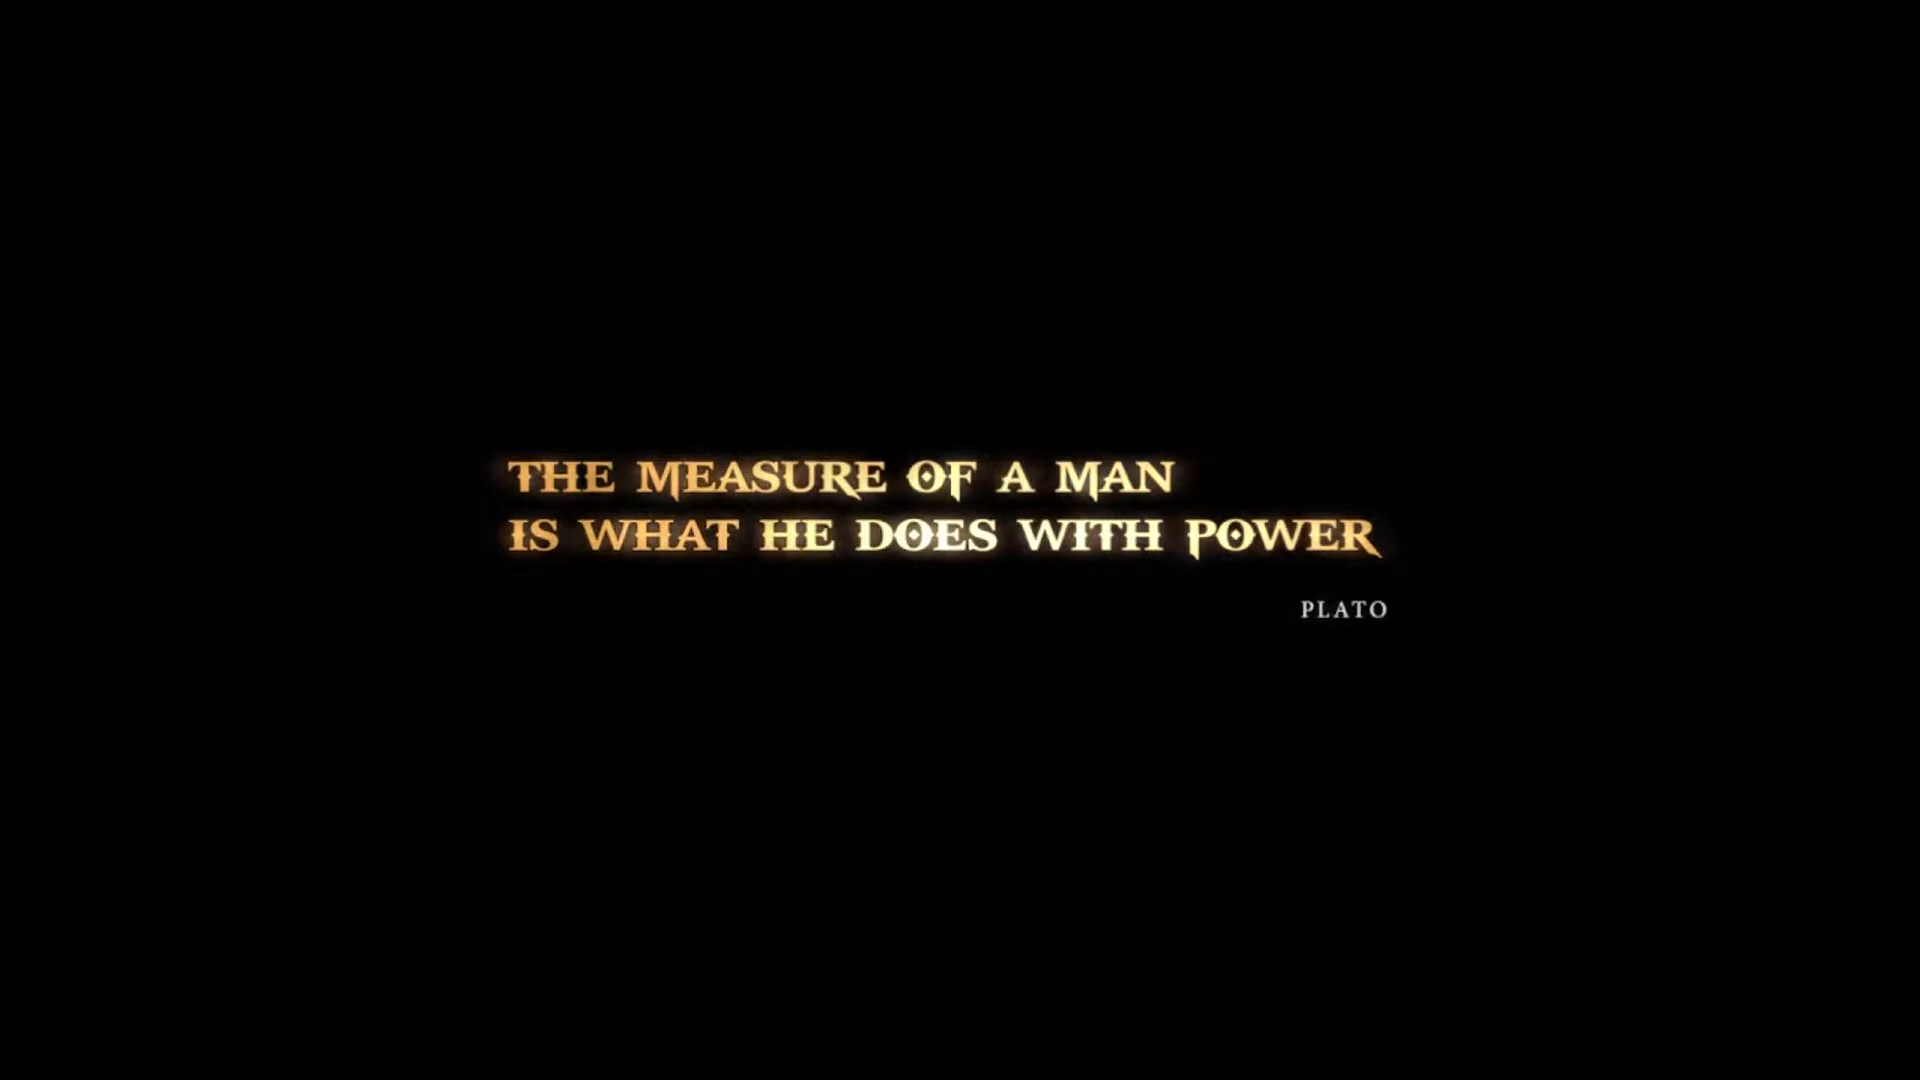 THE MEASURE OF A MAN
IS WHAT HE DOES WITH POWER
PLATO